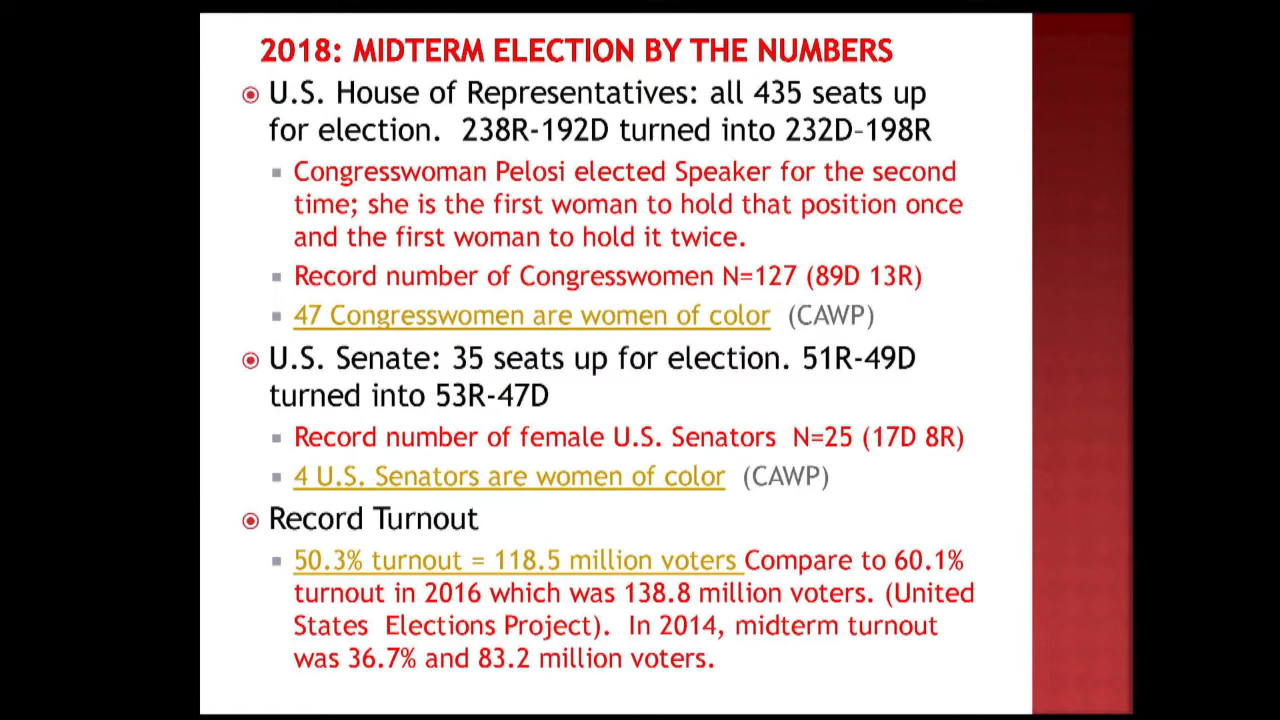 2018: MIDTERM ELECTION BY THE NUMBERS
U.S. House of Representatives: all 435 seats up
for election.  238R-192D turned into 232D–198R
Congresswoman Pelosi elected Speaker for the second
time; she is the first woman to hold that position once
and the first woman to hold it twice.
Record number of Congresswomen N=127 (89D 13R)
47 Congresswomen are women of color (CAWP)
U.S. Senate: 35 seats up for election. 51R-49D
turned into 53R-47D
Record number of female U.S. Senators  N=25 (17D 8R)
4 U.S. Senators are women of color (CAWP)
Record Turnout
50.3% turnout = 118.5 million voters Compare to 60.1%
turnout in 2016 which was 138.8 million voters. (United
States  Elections Project).  In 2014, midterm turnout
was 36.7% and 83.2 million voters.